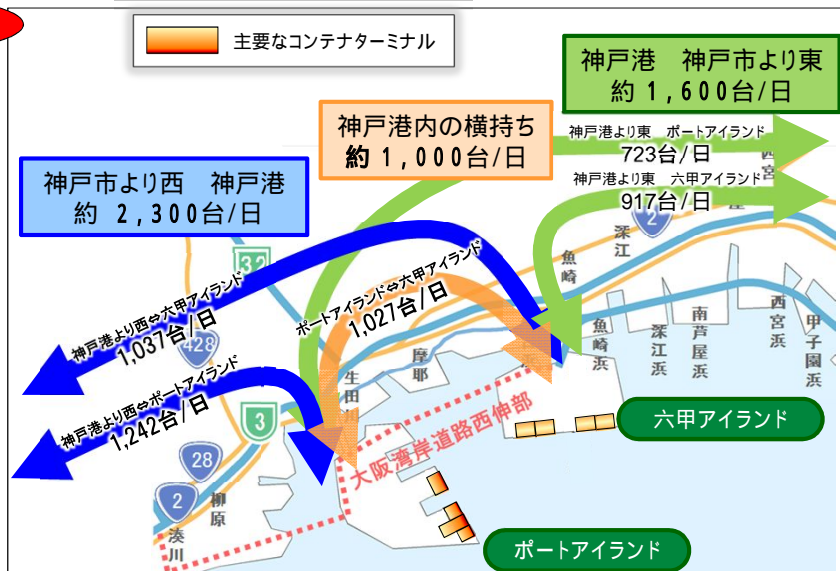 主要なコンテナターミナル
神戸港　神戸市より東
約 1,600台/日
神戸港内の横持ち
約 1,000台/日
神戸市より西　神戸港
約 2,300台/日
神戸港より東　ポートアイランド
723台/日
神戸港より東　六甲アイランド
917台/日
神戸港より西⇔六甲アイランド
1,037台/日
ポートアイランド⇔六甲アイランド
1,027台/日
神戸港より西⇔ポートアイランド
1,242台/日
西宮
2
深江
魚崎
32
428
3
28
2
摩耶
生田
魚崎浜
深江浜
南芦屋浜
西宮浜
甲子園浜
柳原
湊川
大阪湾岸道路西伸部
六甲アイランド
ポートアイランド